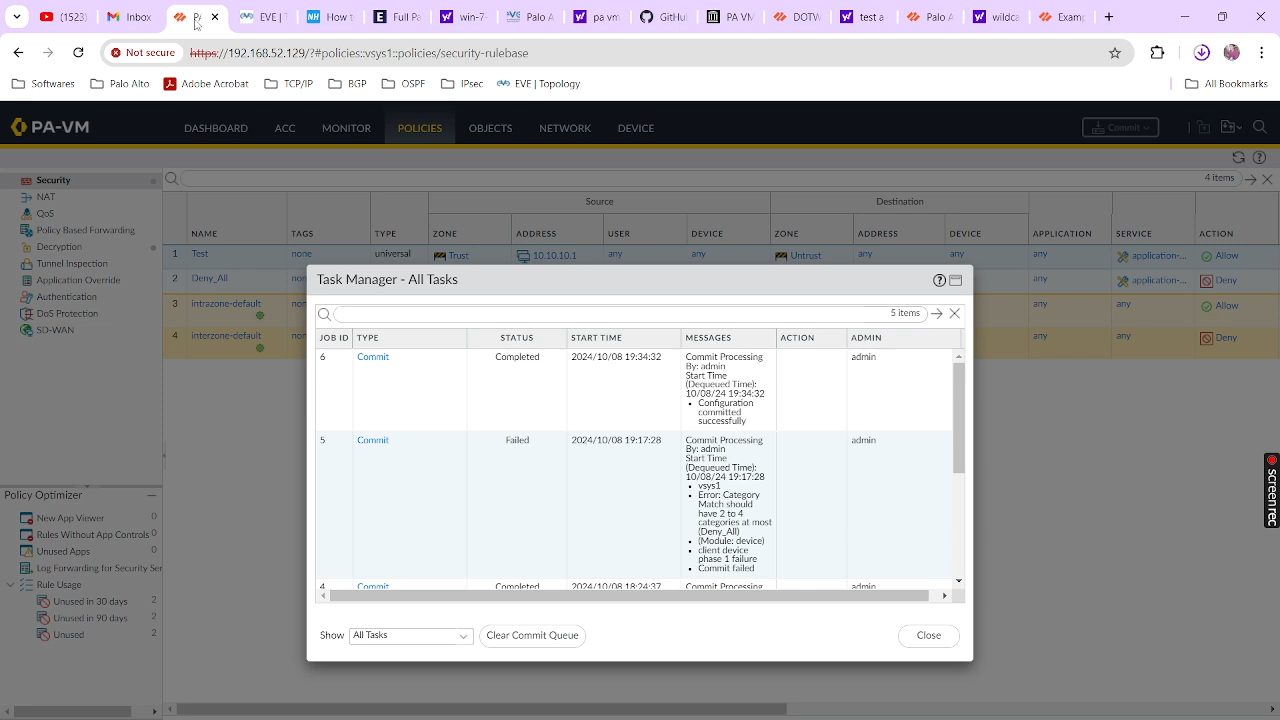 (1523)
Inbox
P
EVE |
How t
Full Pa
win-
Palo A
pa vm
GitHu
PA VM
DOTV
test a
Palo A
wildc
Exami
Not secure
https://192.168.52.129/?#policies::vsys1::policies/security-rulebase
Softwares
Palo Alto
Adobe Acrobat
TCP/IP
BGP
OSPF
IPsec
EVE | Topology
All Bookmarks
PA-VM
DASHBOARD
ACC
MONITOR
POLICIES
OBJECTS
NETWORK
DEVICE
Commit
Security
NAT
QoS
Policy Based Forwarding
Decryption
Tunnel Inspection
Application Override
Authentication
DoS Protection
SD-WAN
4 items
Source
Destination
NAME
TAGS
TYPE
ZONE
ADDRESS
USER
DEVICE
ZONE
ADDRESS
DEVICE
APPLICATION
SERVICE
ACTION
1 Test none universal Trust 10.10.10.1 any any Untrust any any any application-... Allow
2 Deny_All non any application-... Deny
3 intrazone-default non any any Allow
4 interzone-default non any any Deny
Task Manager - All Tasks
5 items
JOB ID
TYPE
STATUS
START TIME
MESSAGES
ACTION
ADMIN
6 Commit Completed 2024/10/08 19:34:32 Commit Processing admin
By: admin
Start Time
(Dequeued Time):
10/08/24 19:34:32
• Configuration
committed
successfully
5 Commit Failed 2024/10/08 19:17:28 Commit Processing admin
By: admin
Start Time
(Dequeued Time):
10/08/24 19:17:28
• vsys1
• Error: Category
Match should
have 2 to 4
categories at most
(Deny_All)
• (Module: device)
• client device
phase 1 failure
• Commit failed
4 Commit Completed 2024/10/08 18:24:37 Commit Processing admin
Show
All Tasks
Clear Commit Queue
Close
Policy Optimizer
New App Viewer 0
Rules Without App Controls 0
Unused Apps 0
Log Forwarding for Security Ser
Rule Usage
Unused in 30 days 2
Unused in 90 days 2
Unused 2
screenrec